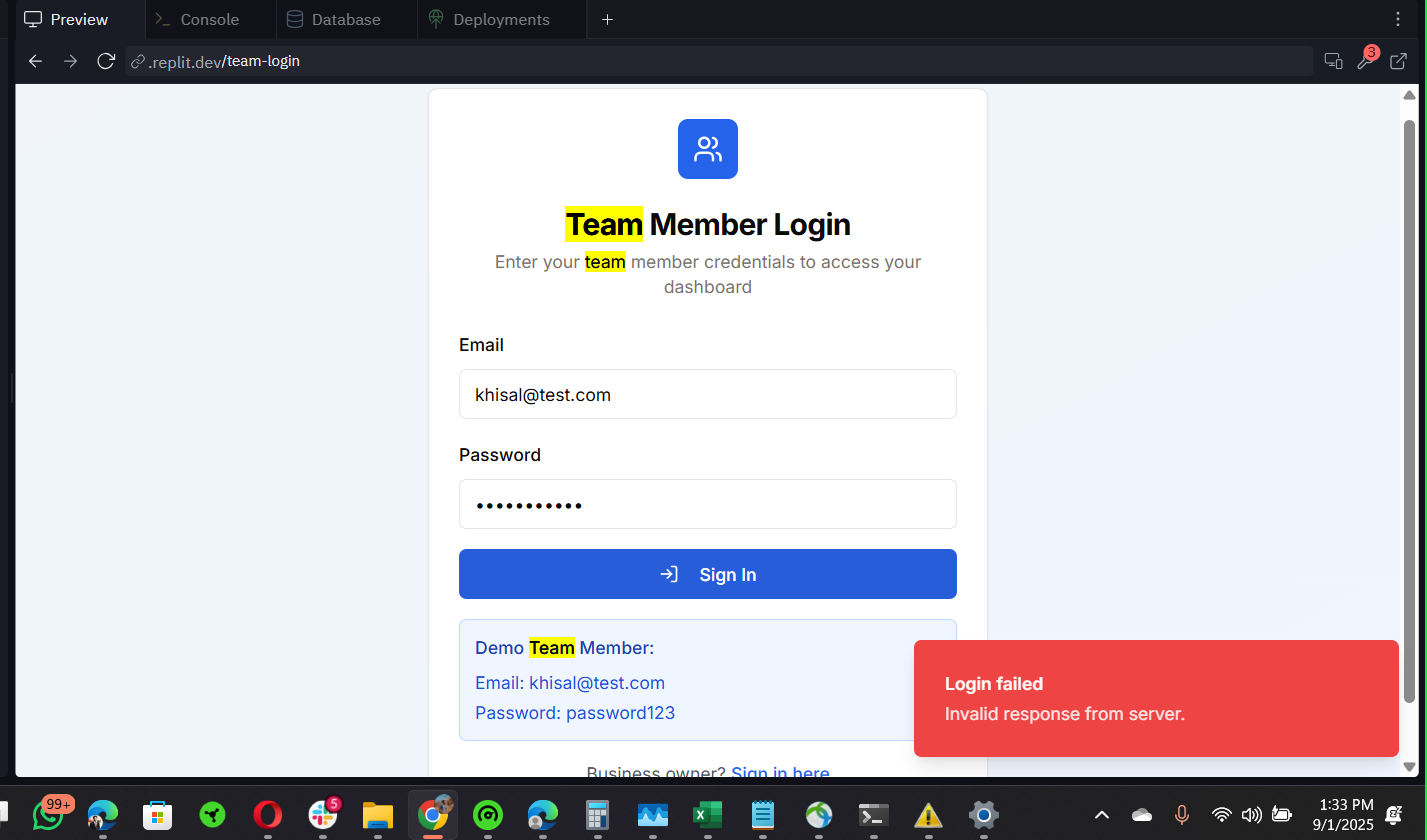 Preview
Console
Database
Deployments
.replit.dev/team-login
3
Team Member Login
Enter your team member credentials to access your
dashboard
Email
khisal@test.com
Password
•••••••••••
Sign In
Demo Team Member:
Email: khisal@test.com
Password: password123
Login failed
Invalid response from server.
Business owner? Sign in here
99+
5
1:33 PM
9/1/2025